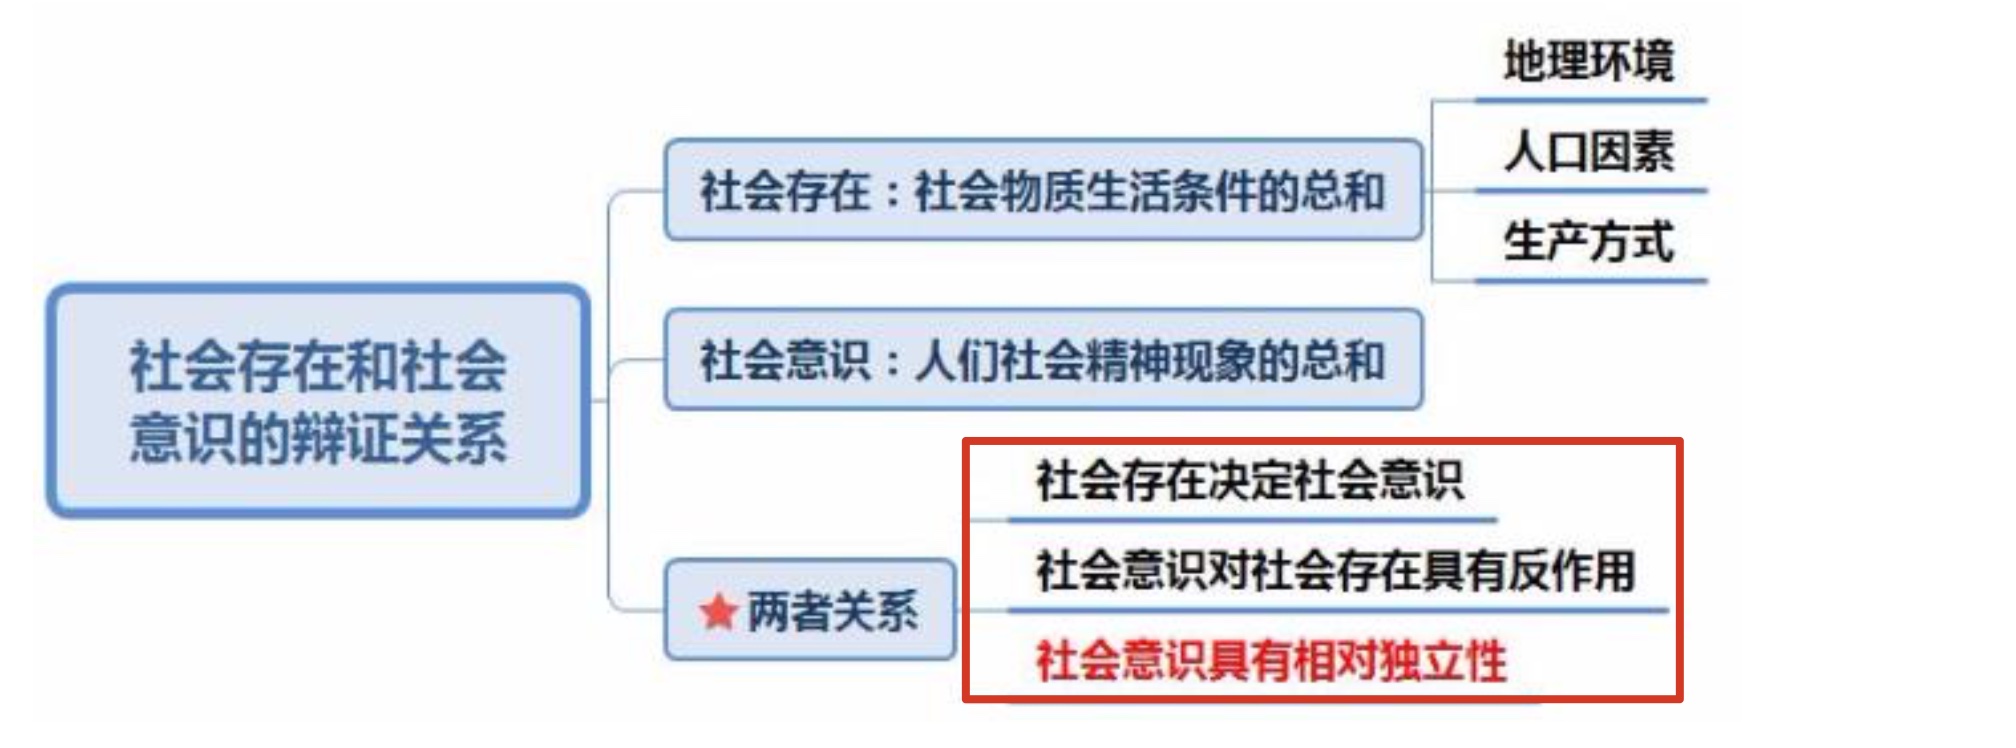 社会存在和社会
意识的辩证关系
社会存在：社会物质生活条件的总和
地理环境
人口因素
生产方式
社会意识：人们社会精神现象的总和
两者关系
社会存在决定社会意识
社会意识对社会存在具有反作用
社会意识具有相对独立性